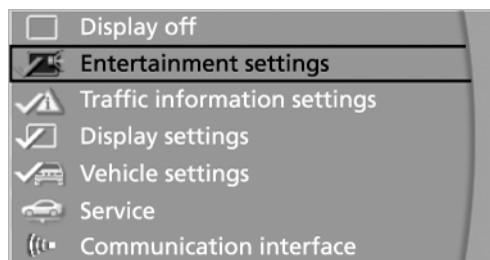 Display off
Entertainment settings
Traffic information settings
Display settings
Vehicle settings
Service
Communication interface